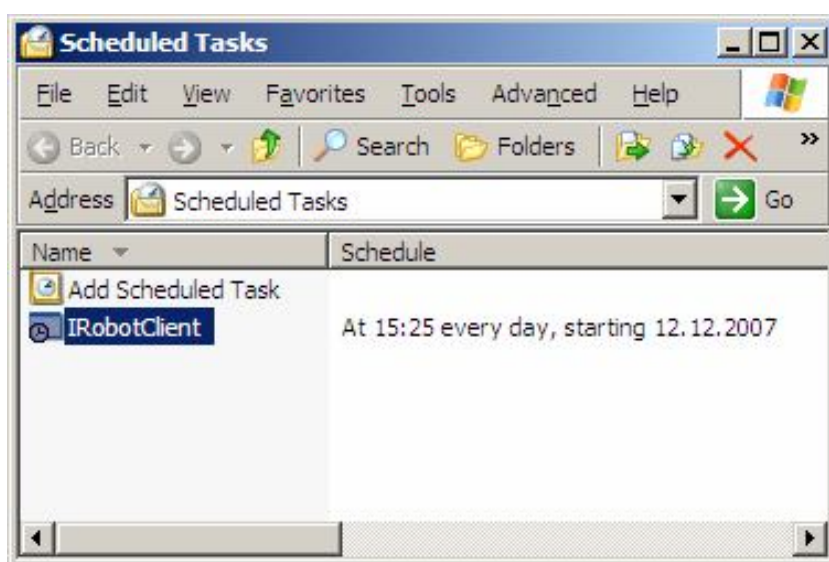 Scheduled Tasks
File Edit View Favorites Tools Advanced Help
Back Search Folders »
Address Scheduled Tasks Go
Name Schedule
Add Scheduled Task
IRobotClient At 15:25 every day, starting 12.12.2007